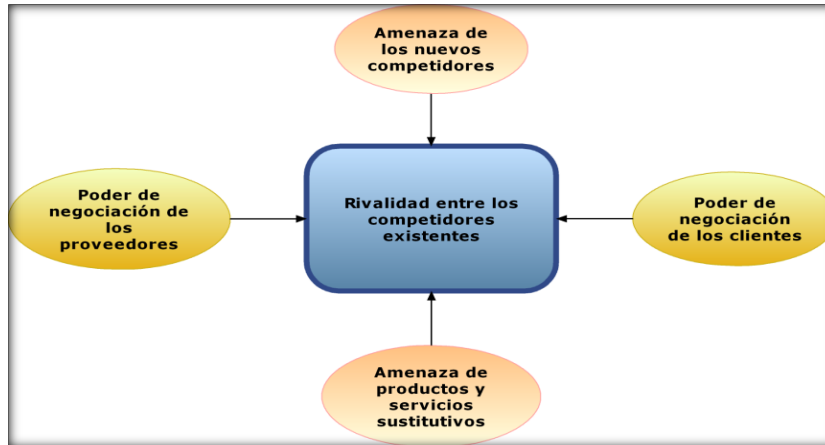 Amenaza de
los nuevos
competidores
Poder de
negociación de
los
proveedores
Rivalidad entre los
competidores
existentes
Poder de
negociación
de los clientes
Amenaza de
productos y
servicios
sustitutivos